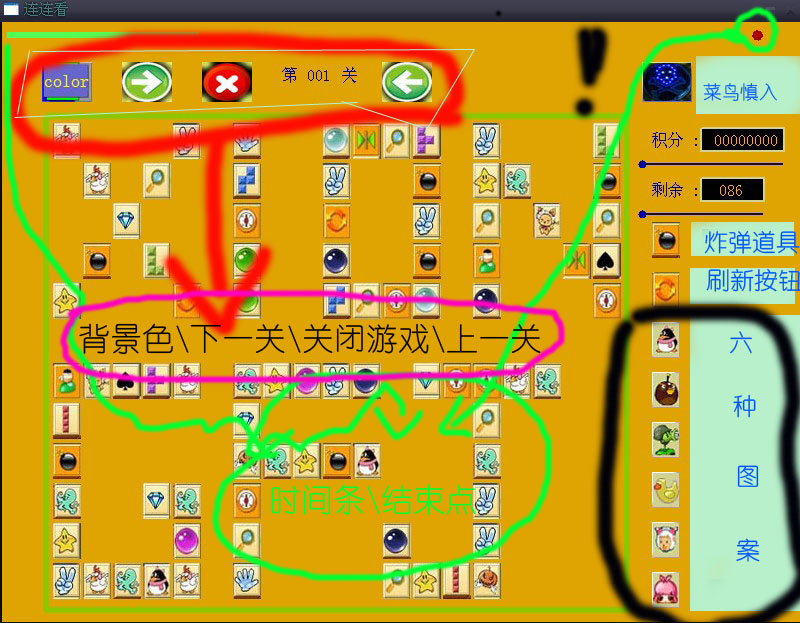 连连看
color
第 001 关
菜鸟慎入
积分 : 00000000
剩余 : 086
炸弹道具
刷新按钮
背景色\下一关\关闭游戏\上一关
六
种
图
案
时间条\结束点